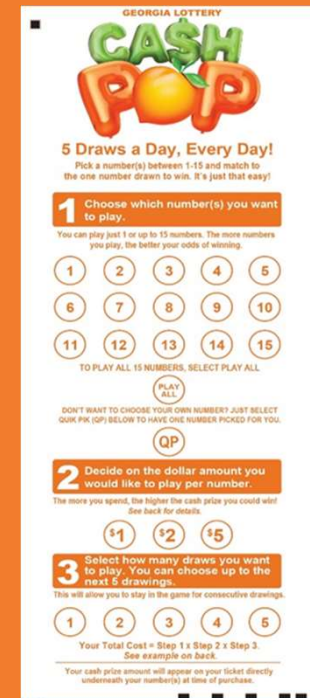 GEORGIA LOTTERY
CA$H
POP
5 Draws a Day, Every Day!
Pick a number(s) between 1-15 and match to
the one number drawn to win. It's just that easy!
1 Choose which number(s) you want
to play.
You can play just 1 or up to 15 numbers. The more numbers
you play, the better your odds of winning.
1 2 3 4 5
6 7 8 9 10
11 12 13 14 15
TO PLAY ALL 15 NUMBERS, SELECT PLAY ALL
PLAY
ALL
DON'T WANT TO CHOOSE YOUR OWN NUMBER? JUST SELECT
QUIK PIK (QP) BELOW TO HAVE ONE NUMBER PICKED FOR YOU.
QP
2 Decide on the dollar amount you
would like to play per number.
The more you spend, the higher the cash prize you could win!
See back for details.
$1 $2 $5
3 Select how many draws you want
to play. You can choose up to the
next 5 drawings.
This will allow you to stay in the game for consecutive drawings.
1 2 3 4 5
Your Total Cost = Step 1 x Step 2 x Step 3.
See example on back.
Your cash prize amount will appear on your ticket directly
underneath your number(s) at time of purchase.